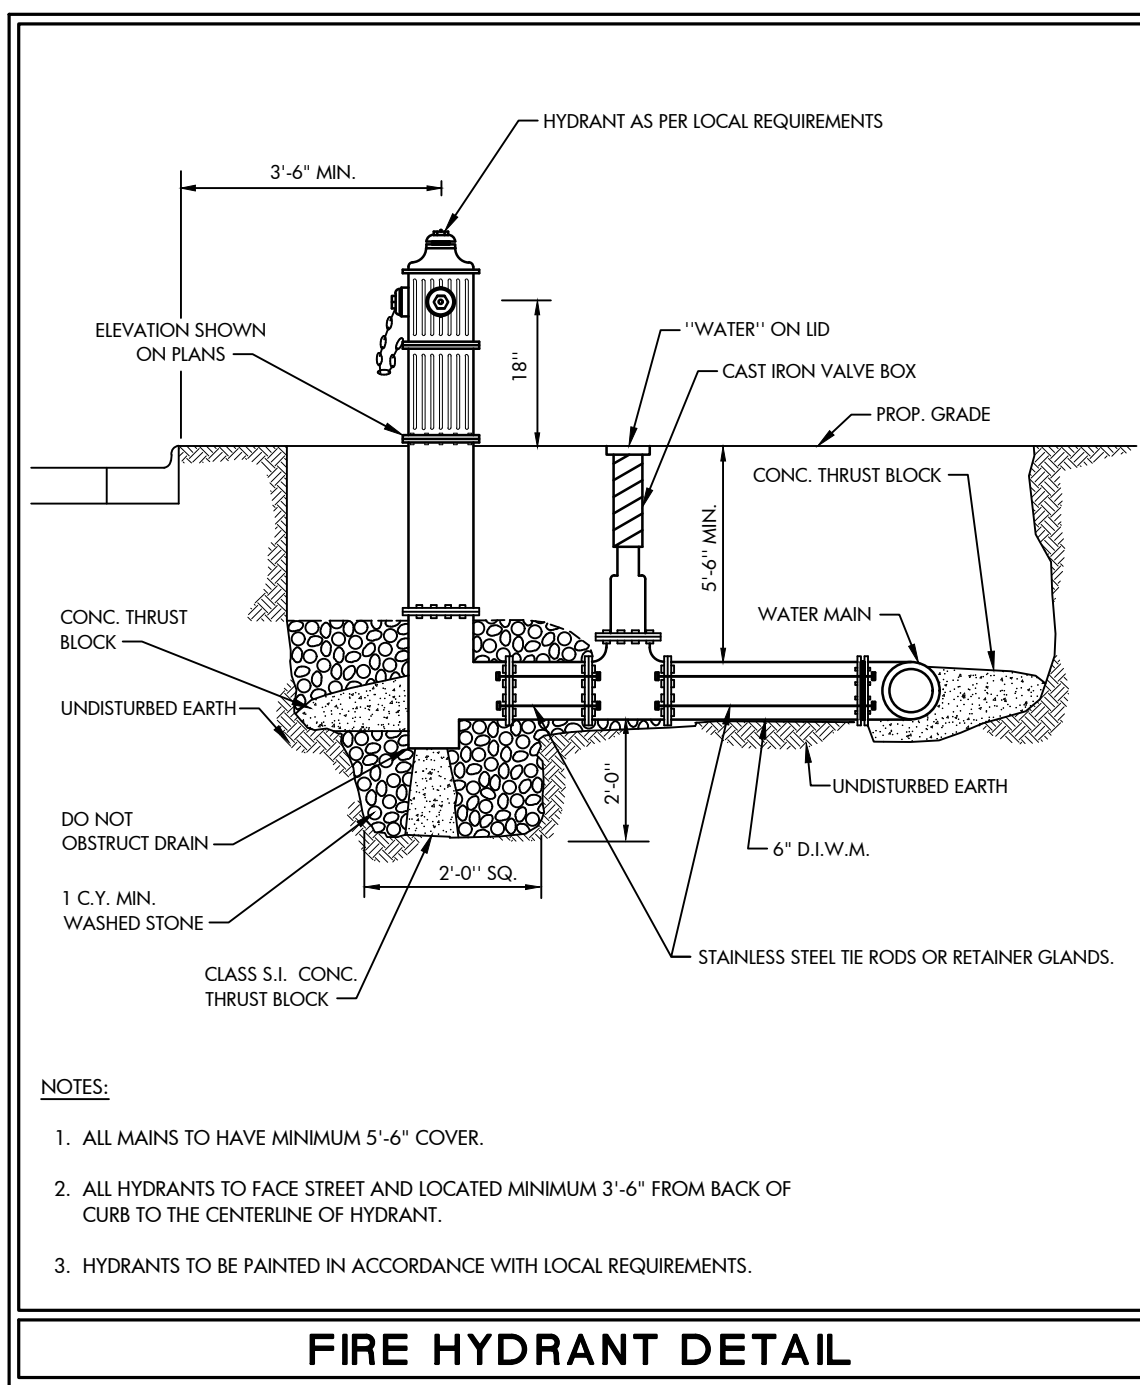 HYDRANT AS PER LOCAL REQUIREMENTS
3'-6" MIN.
ELEVATION SHOWN
ON PLANS
18"
"WATER" ON LID
CAST IRON VALVE BOX
PROP. GRADE
CONC. THRUST BLOCK
5'-6" MIN.
CONC. THRUST
BLOCK
WATER MAIN
UNDISTURBED EARTH
2'-0"
UNDISTURBED EARTH
DO NOT
OBSTRUCT DRAIN
6" D.I.W.M.
2'-0" SQ.
1 C.Y. MIN.
WASHED STONE
STAINLESS STEEL TIE RODS OR RETAINER GLANDS.
CLASS S.I. CONC.
THRUST BLOCK
NOTES:
1. ALL MAINS TO HAVE MINIMUM 5'-6" COVER.
2. ALL HYDRANTS TO FACE STREET AND LOCATED MINIMUM 3'-6" FROM BACK OF
CURB TO THE CENTERLINE OF HYDRANT.
3. HYDRANTS TO BE PAINTED IN ACCORDANCE WITH LOCAL REQUIREMENTS.
FIRE HYDRANT DETAIL